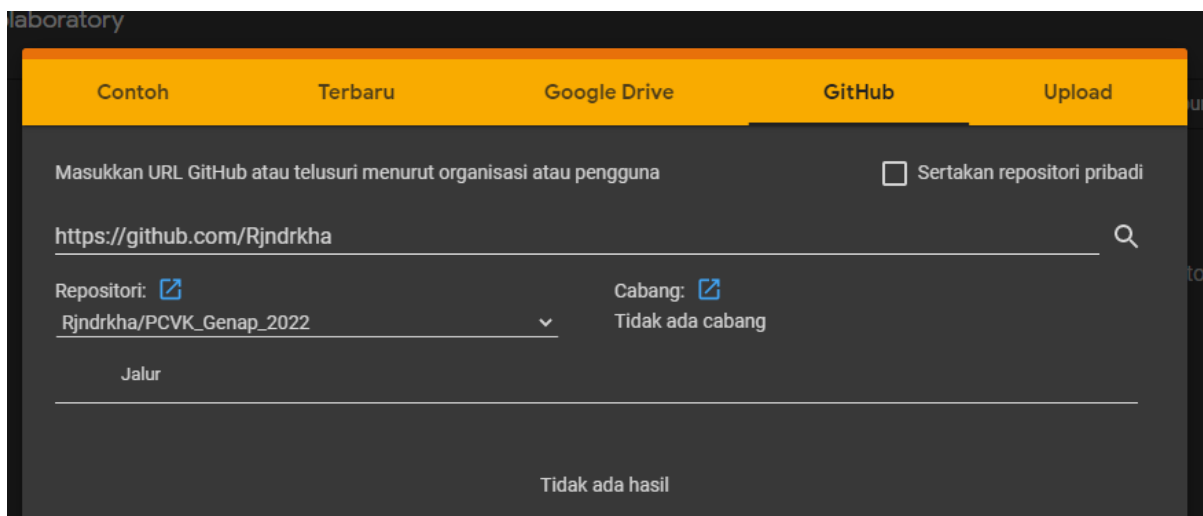 laboratory
Contoh Terbaru Google Drive GitHub Upload
Masukkan URL GitHub atau telusuri menurut organisasi atau pengguna Sertakan repositori pribadi
https://github.com/Rjndrkha
Repositori: Cabang:
Rjndrkha/PCVK_Genap_2022 Tidak ada cabang
Jalur
Tidak ada hasil